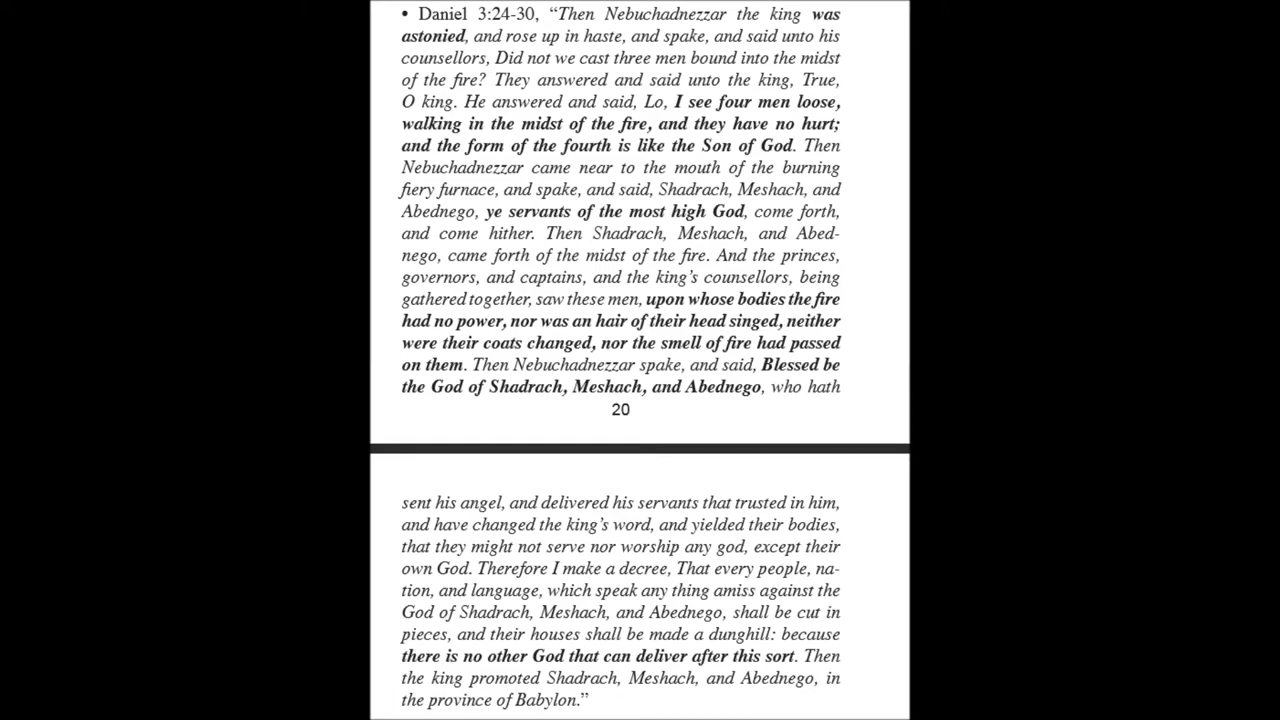 • Daniel 3:24-30, “Then Nebuchadnezzar the king was
astonied, and rose up in haste, and spake, and said unto his
counsellors, Did not we cast three men bound into the midst
of the fire? They answered and said unto the king, True,
O king. He answered and said, Lo, I see four men loose,
walking in the midst of the fire, and they have no hurt;
and the form of the fourth is like the Son of God. Then
Nebuchadnezzar came near to the mouth of the burning
fiery furnace, and spake, and said, Shadrach, Meshach, and
Abednego, ye servants of the most high God, come forth,
and come hither. Then Shadrach, Meshach, and Abed-
nego, came forth of the midst of the fire. And the princes,
governors, and captains, and the king’s counsellors, being
gathered together, saw these men, upon whose bodies the fire
had no power, nor was an hair of their head singed, neither
were their coats changed, nor the smell of fire had passed
on them. Then Nebuchadnezzar spake, and said, Blessed be
the God of Shadrach, Meshach, and Abednego, who hath
20
sent his angel, and delivered his servants that trusted in him,
and have changed the king’s word, and yielded their bodies,
that they might not serve nor worship any god, except their
own God. Therefore I make a decree, That every people, na-
tion, and language, which speak any thing amiss against the
God of Shadrach, Meshach, and Abednego, shall be cut in
pieces, and their houses shall be made a dunghill: because
there is no other God that can deliver after this sort. Then
the king promoted Shadrach, Meshach, and Abednego, in
the province of Babylon.”